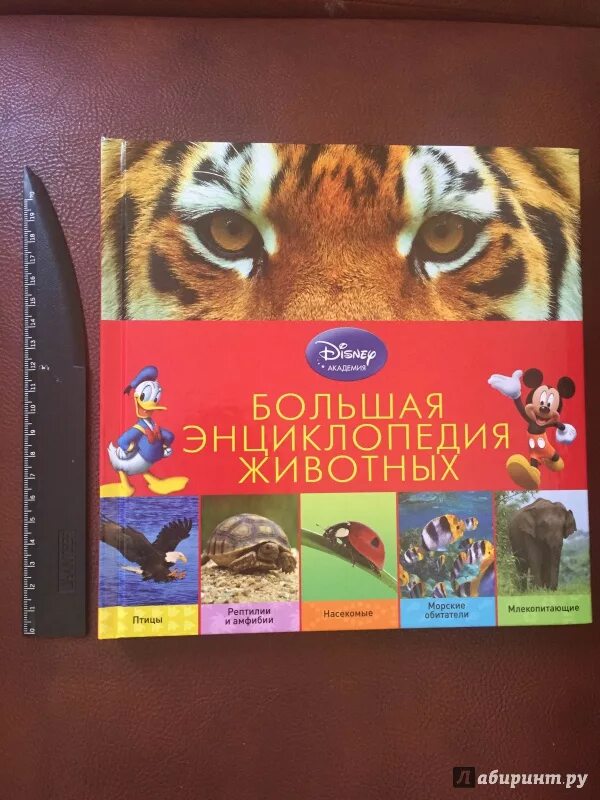 Disney
АКАДЕМИЯ
БОЛЬШАЯ
ЭНЦИКЛОПЕДИЯ
ЖИВОТНЫХ
Птицы
Рептилии
и амфибии
Насекомые
Морские
обитатели
Млекопитающие
Лабиринт.ру